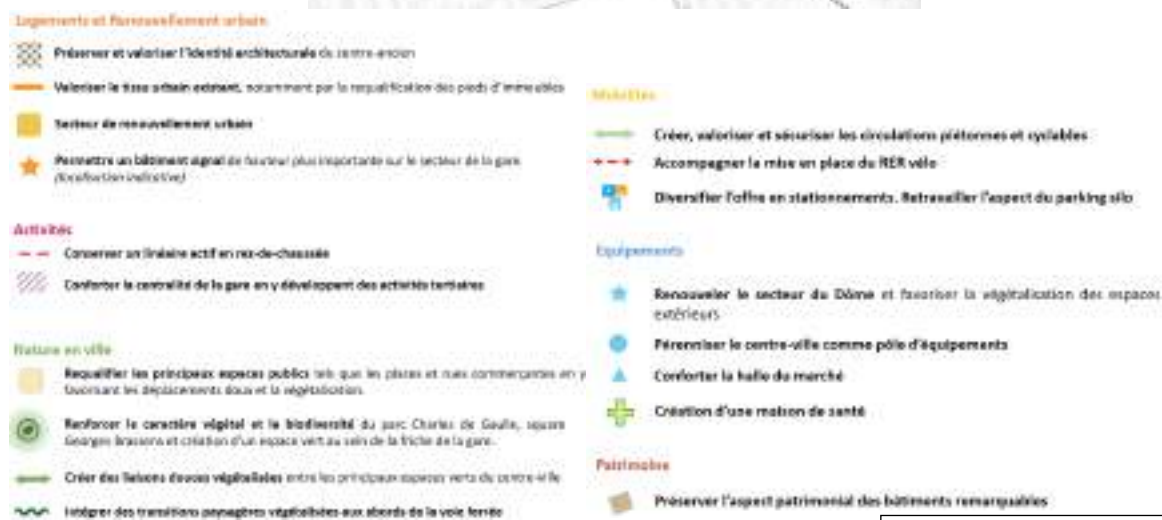 Logements et Renouvellement urbain
Préserver et valoriser l'identité architecturale du centre-ancien
Valoriser le tissu urbain existant, notamment par la requalification des pieds d'immeubles
Secteur de renouvellement urbain
Permettre un bâtiment signal de hauteur plus importante sur le secteur de la gare
(localisation indicative)
Activités
Conserver un linéaire actif en rez-de-chaussée
Conforter la centralité de la gare en y développant des activités tertiaires
Nature en ville
Requalifier les principaux espaces publics tels que les places et rues commerçantes en y
favorisant les déplacements doux et la végétalisation.
Renforcer le caractère végétal et la biodiversité du parc Charles de Gaulle, square
Georges Brassens et création d'un espace vert au sein de la friche de la gare.
Créer des liaisons douces végétalisées entre les principaux espaces verts du centre-ville
Intégrer des transitions paysagères végétalisées aux abords de la voie ferrée
Mobilités
Créer, valoriser et sécuriser les circulations piétonnes et cyclables
Accompagner la mise en place du RER vélo
Diversifier l'offre en stationnements. Retravailler l'aspect du parking silo
Equipements
Renouveler le secteur du Dôme et favoriser la végétalisation des espaces
extérieurs
Pérenniser le centre-ville comme pôle d'équipements
Conforter la halle du marché
Création d'une maison de santé
Patrimoine
Préserver l'aspect patrimonial des bâtiments remarquables